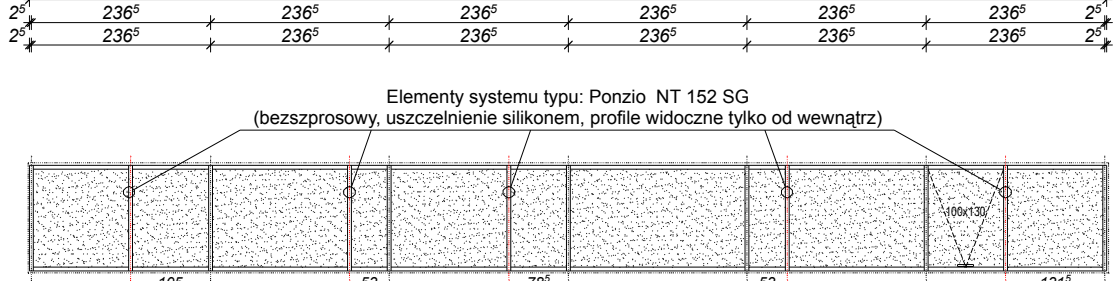 2⁵ 236⁵ 236⁵ 236⁵ 236⁵ 236⁵ 236⁵ 2⁵
2⁵ 236⁵ 236⁵ 236⁵ 236⁵ 236⁵ 236⁵ 2⁵
Elementy systemu typu: Ponzio NT 152 SG
(bezszprosowy, uszczelnienie silikonem, profile widoczne tylko od wewnątrz)
100x130